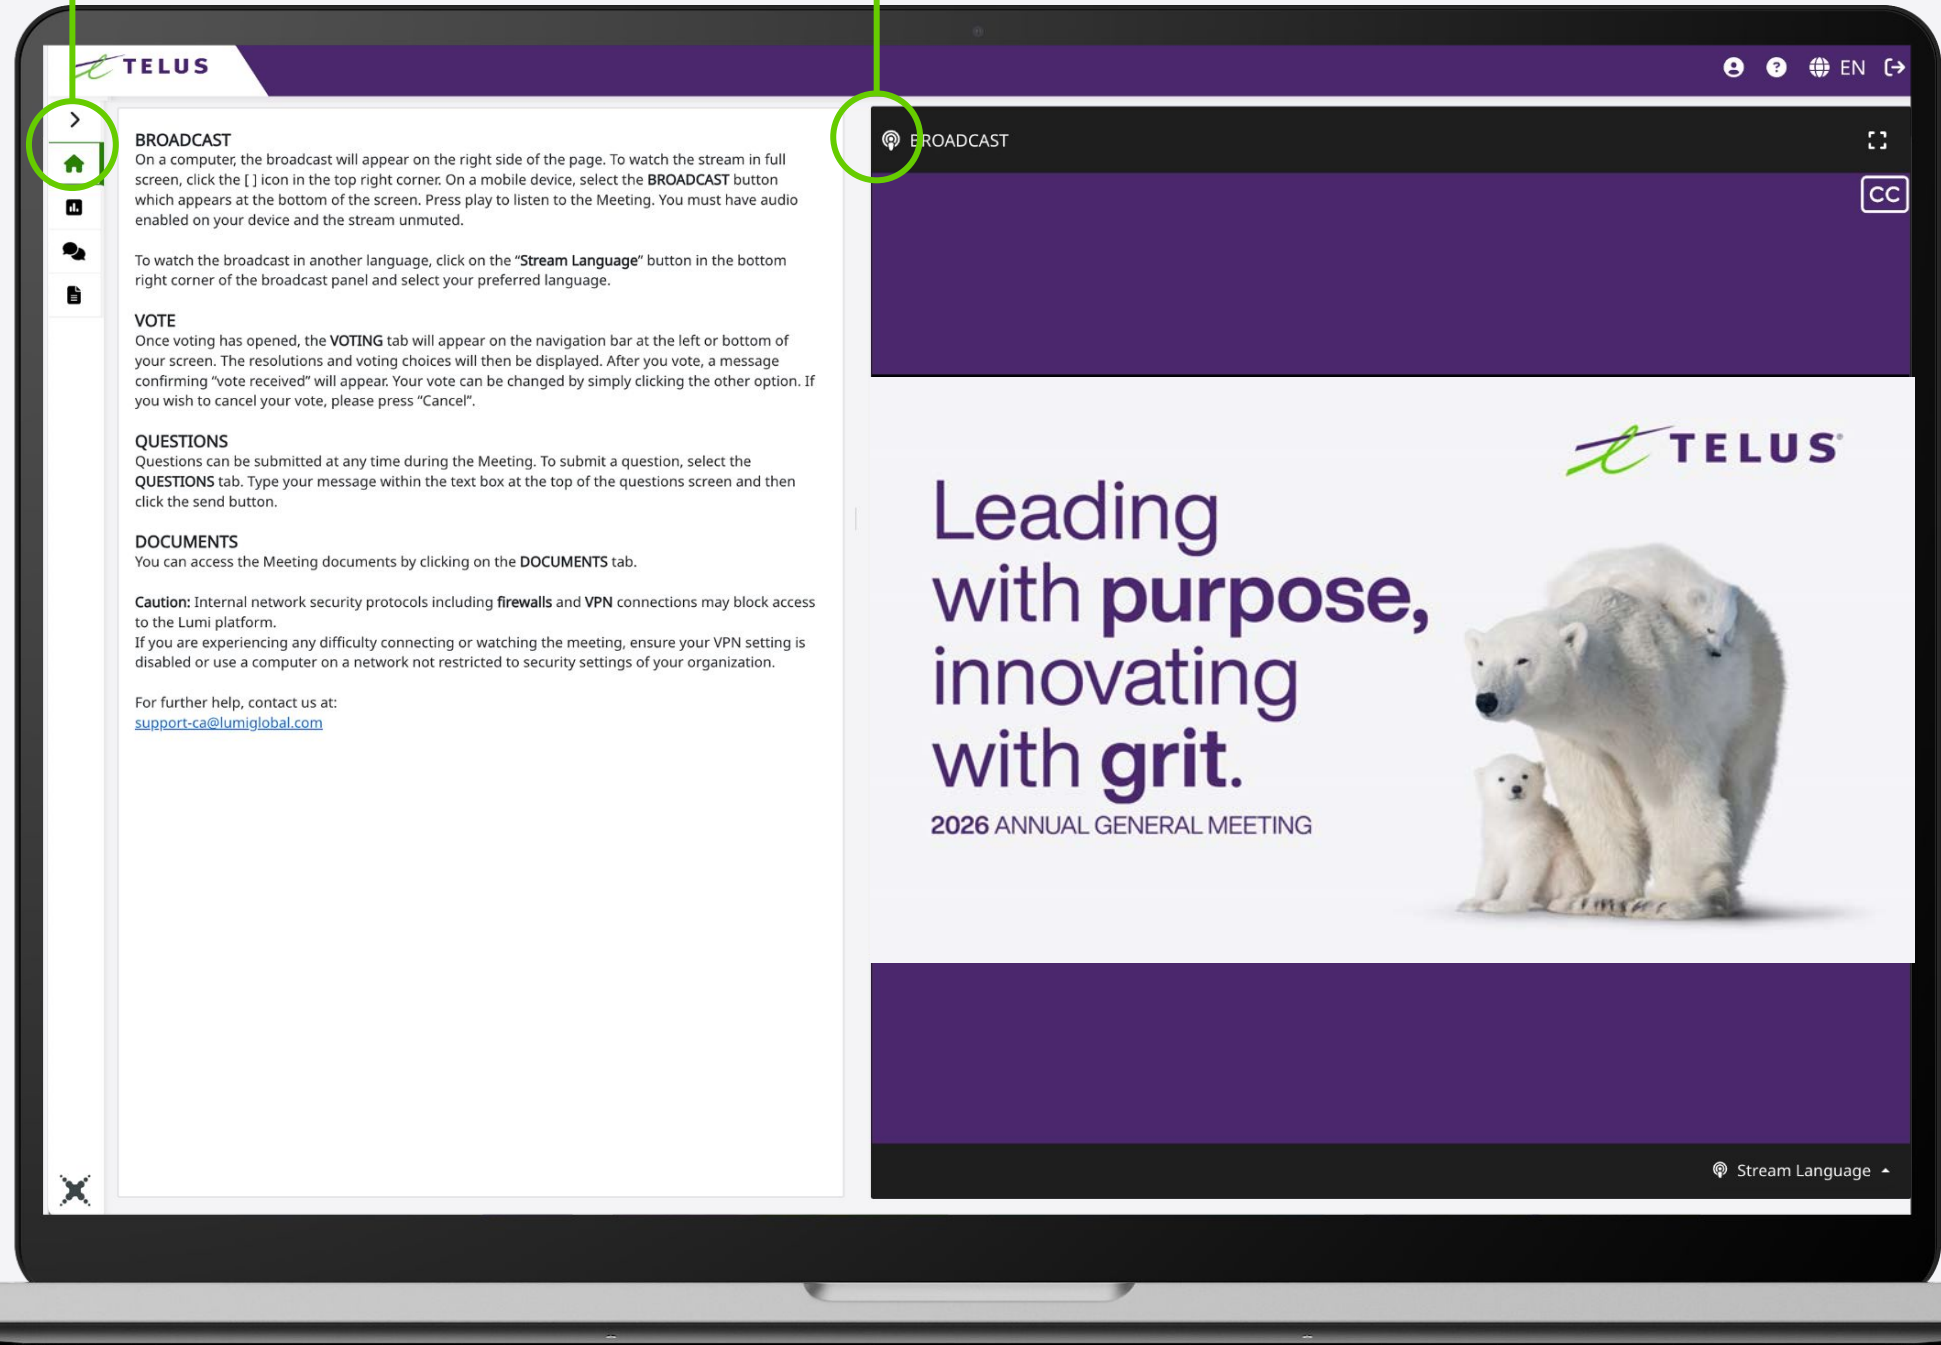 TELUS
EN
BROADCAST
On a computer, the broadcast will appear on the right side of the page. To watch the stream in full
screen, click the [ ] icon in the top right corner. On a mobile device, select the BROADCAST button
which appears at the bottom of the screen. Press play to listen to the Meeting. You must have audio
enabled on your device and the stream unmuted.
To watch the broadcast in another language, click on the “Stream Language” button in the bottom
right corner of the broadcast panel and select your preferred language.
VOTE
Once voting has opened, the VOTING tab will appear on the navigation bar at the left or bottom of
your screen. The resolutions and voting choices will then be displayed. After you vote, a message
confirming “vote received” will appear. Your vote can be changed by simply clicking the other option. If
you wish to cancel your vote, please press “Cancel”.
QUESTIONS
Questions can be submitted at any time during the Meeting. To submit a question, select the
QUESTIONS tab. Type your message within the text box at the top of the questions screen and then
click the send button.
DOCUMENTS
You can access the Meeting documents by clicking on the DOCUMENTS tab.
Caution: Internal network security protocols including firewalls and VPN connections may block access
to the Lumi platform.
If you are experiencing any difficulty connecting or watching the meeting, ensure your VPN setting is
disabled or use a computer on a network not restricted to security settings of your organization.
For further help, contact us at:
support-ca@lumiglobal.com
BROADCAST
CC
TELUS®
Leading
with purpose,
innovating
with grit.
2026 ANNUAL GENERAL MEETING
Stream Language